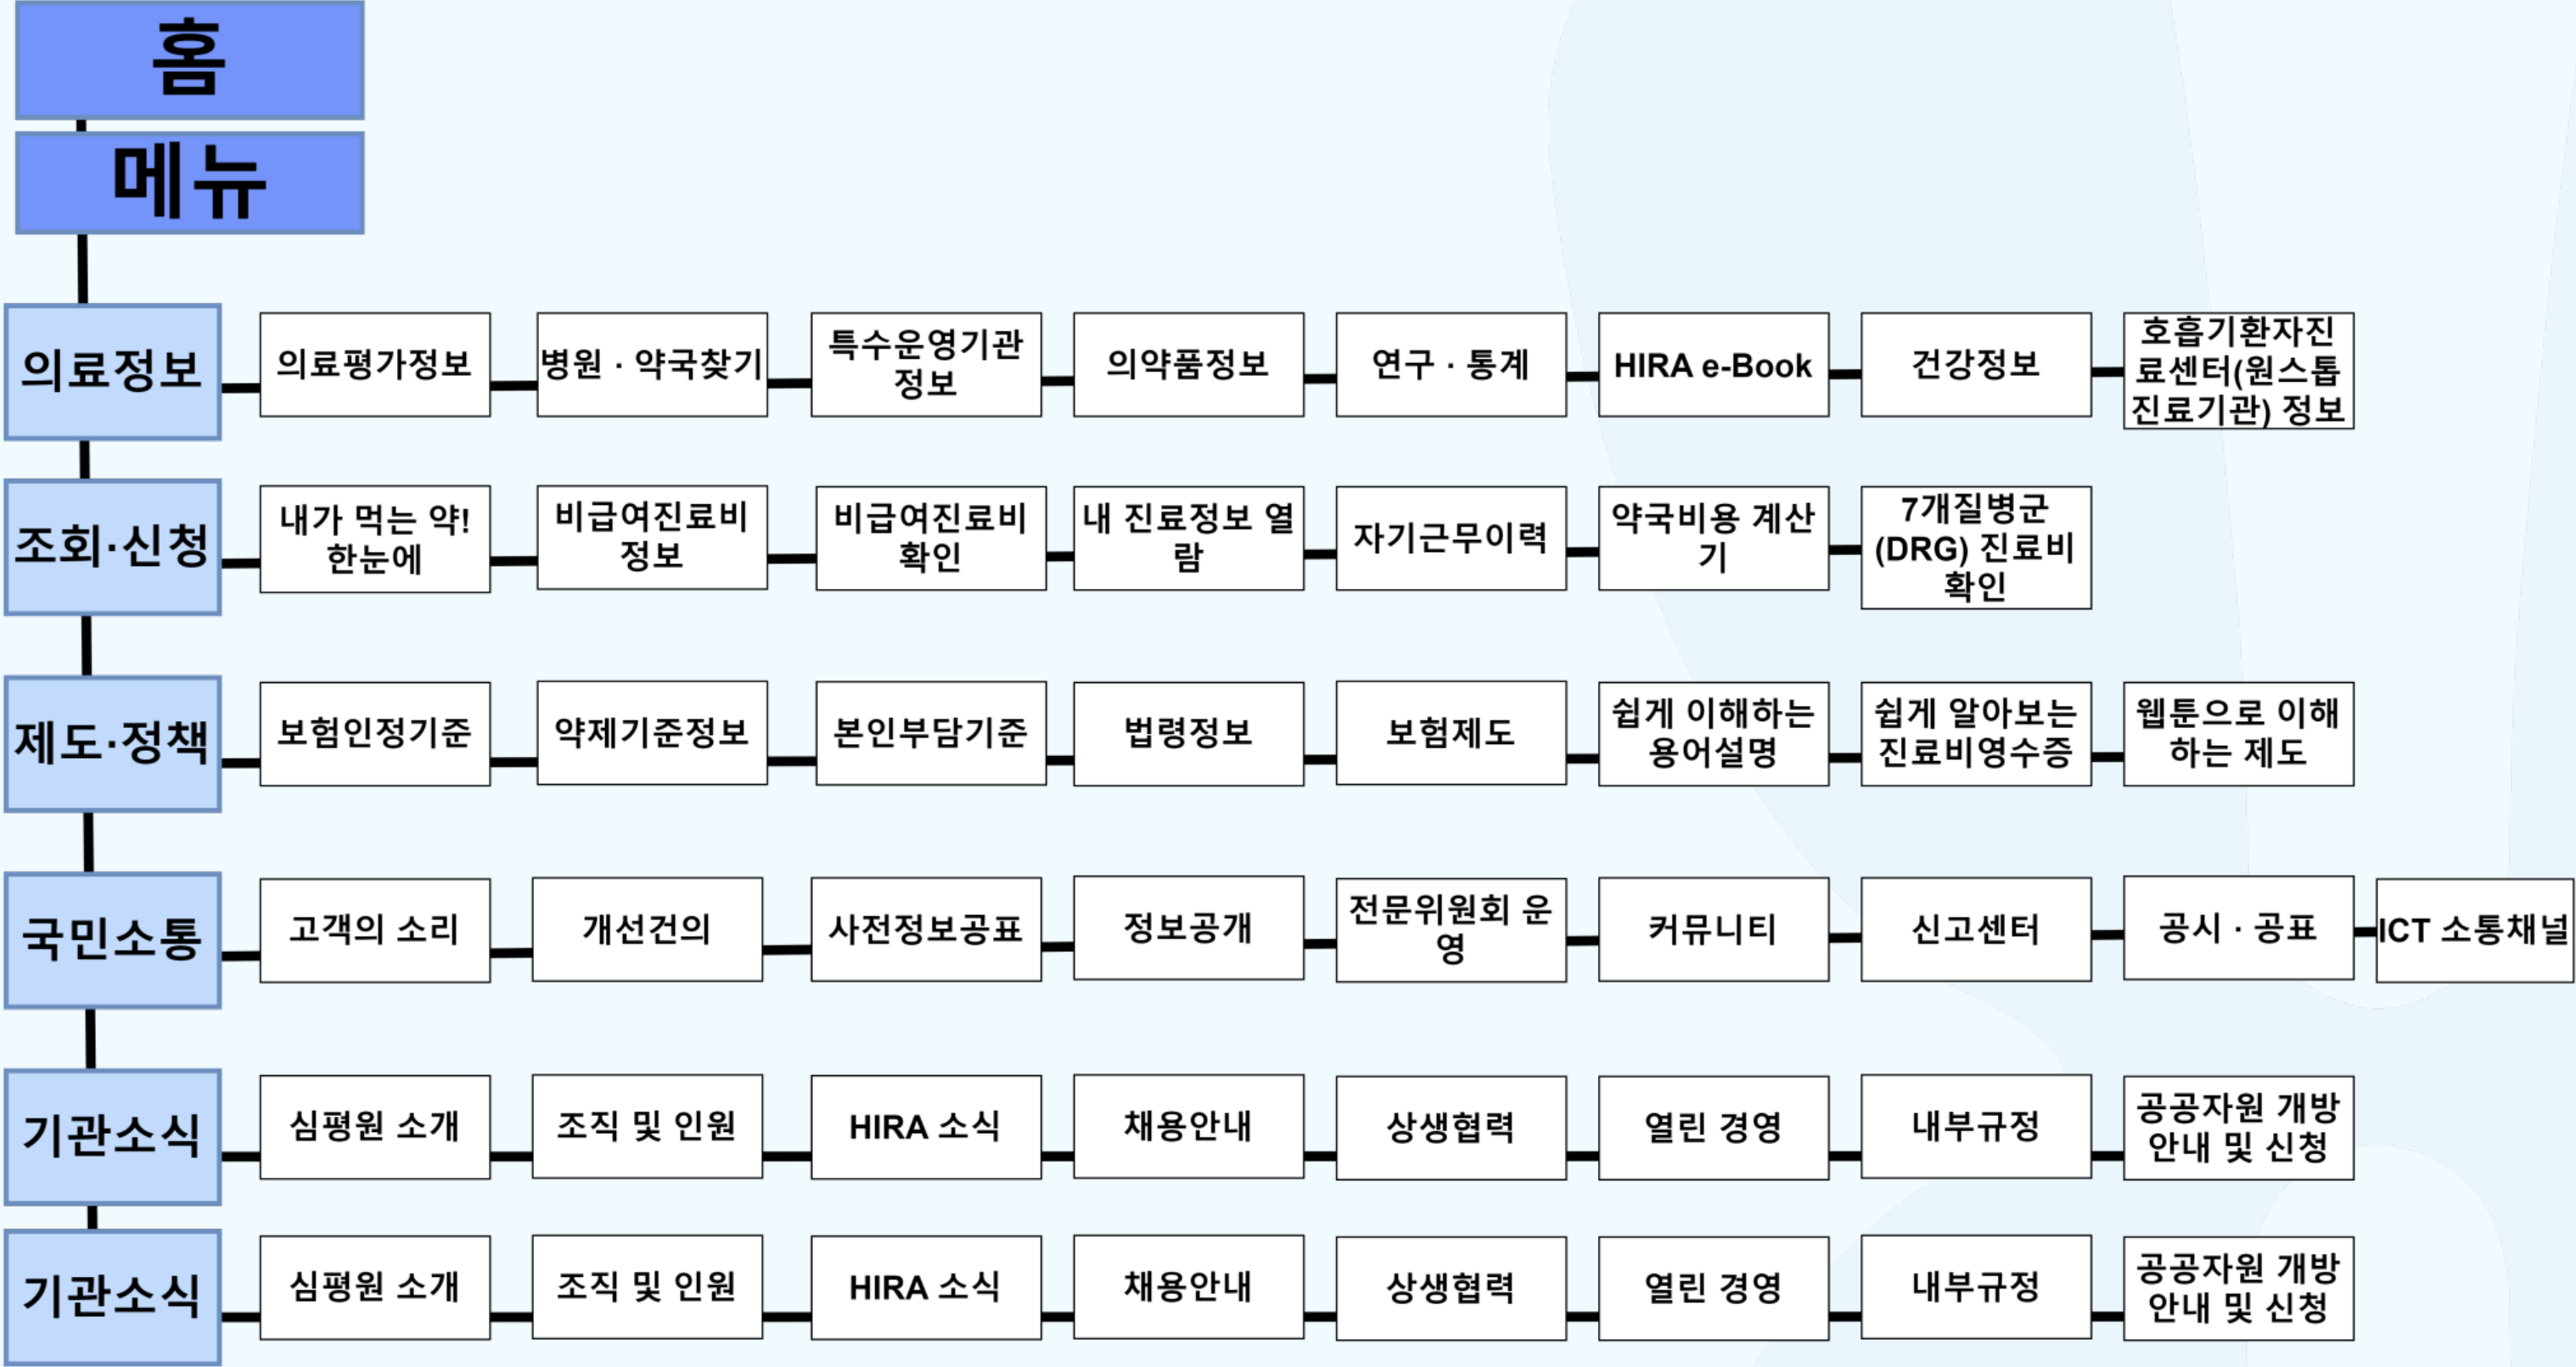 홈
메뉴
의료정보
의료평가정보
병원 · 약국찾기
특수운영기관
정보
의약품정보
연구 · 통계
HIRA e-Book
건강정보
호흡기환자진
료센터(원스톱
진료기관) 정보
조회·신청
내가 먹는 약!
한눈에
비급여진료비
정보
비급여진료비
확인
내 진료정보 열
람
자기근무이력
약국비용 계산
기
7개질병군
(DRG) 진료비
확인
제도·정책
보험인정기준
약제기준정보
본인부담기준
법령정보
보험제도
쉽게 이해하는
용어설명
쉽게 알아보는
진료비영수증
웹툰으로 이해
하는 제도
국민소통
고객의 소리
개선건의
사전정보공표
정보공개
전문위원회 운
영
커뮤니티
신고센터
공시 · 공표
ICT 소통채널
기관소식
심평원 소개
조직 및 인원
HIRA 소식
채용안내
상생협력
열린 경영
내부규정
공공자원 개방
안내 및 신청
기관소식
심평원 소개
조직 및 인원
HIRA 소식
채용안내
상생협력
열린 경영
내부규정
공공자원 개방
안내 및 신청